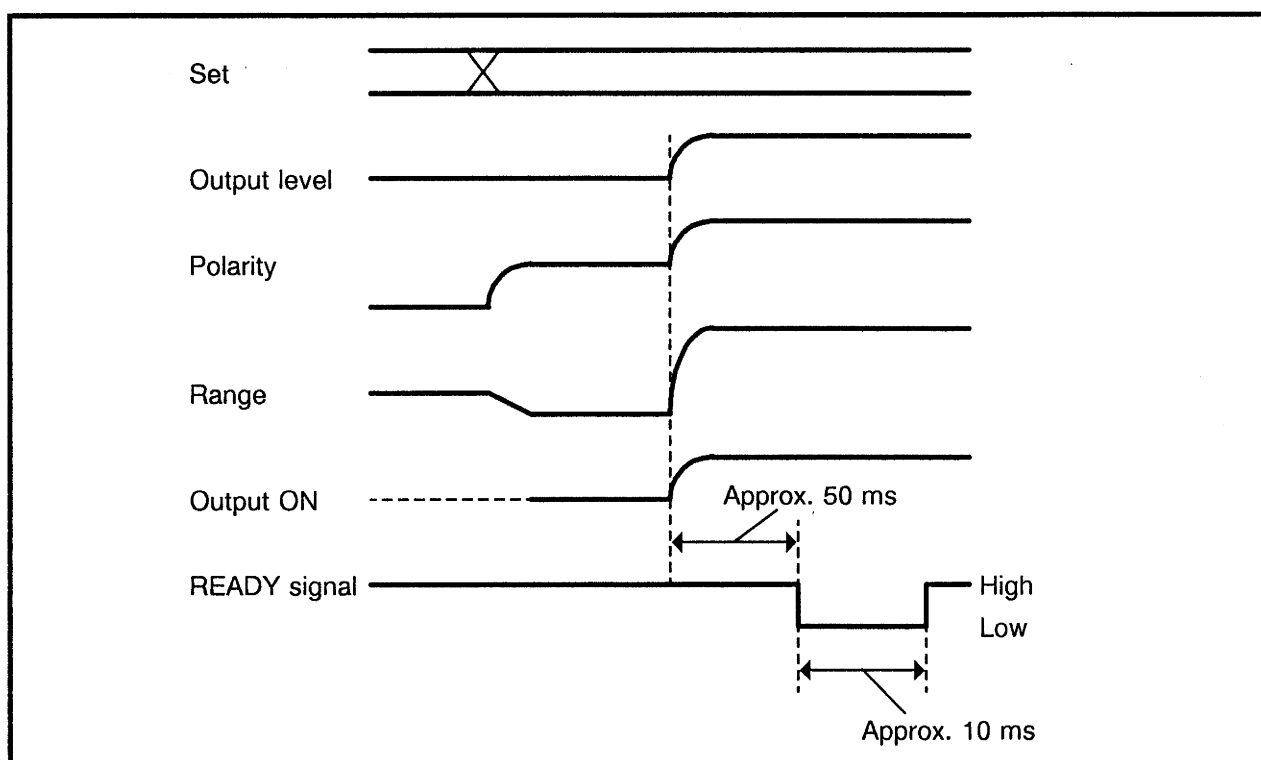 Set
Output level
Polarity
Range
Output ON
Approx. 50 ms
READY signal
High
Low
Approx. 10 ms